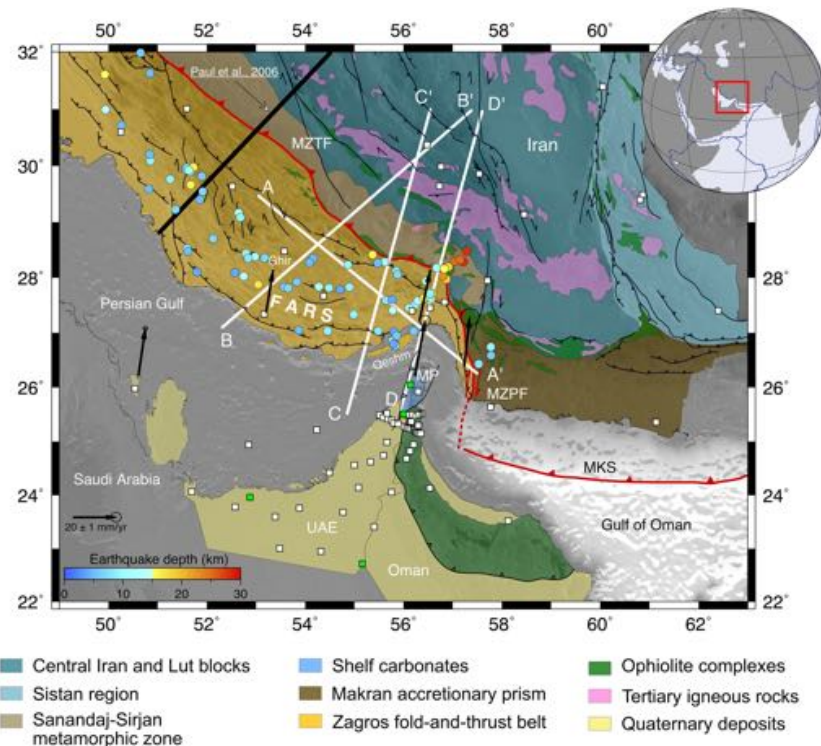 50° 52° 54° 56° 58° 60°
32°
Paul et al., 2006
C'
B'
D'
Iran
MZTF
30° 30°
A
28° 28°
Ghir
Persian Gulf
FARS
B
Qeshm
26° 26°
MP
A'
MZPF
C
D
Saudi Arabia
MKS
24° 24°
20 ± 1 mm/yr
UAE
Gulf of Oman
Earthquake depth (km)
Oman
0 10 20 30
22° 22°
50° 52° 54° 56° 58° 60° 62°
Central Iran and Lut blocks
Sistan region
Sanandaj-Sirjan
metamorphic zone
Shelf carbonates
Makran accretionary prism
Zagros fold-and-thrust belt
Ophiolite complexes
Tertiary igneous rocks
Quaternary deposits